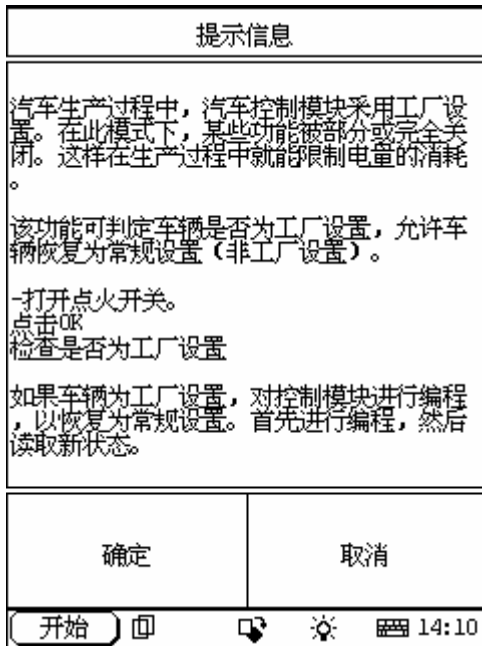 提示信息
汽车生产过程中，汽车控制模块采用工厂设
置。在此模式下，某些功能被部分或完全关
闭。这样在生产过程中就能限制电量的消耗
。
该功能可判定车辆是否为工厂设置，允许车
辆恢复为常规设置（非工厂设置）。
-打开点火开关。
点击OK
检查是否为工厂设置
如果车辆为工厂设置，对控制模块进行编程
，以恢复为常规设置。首先进行编程，然后
读取新状态。
确定 取消
开始 14:10